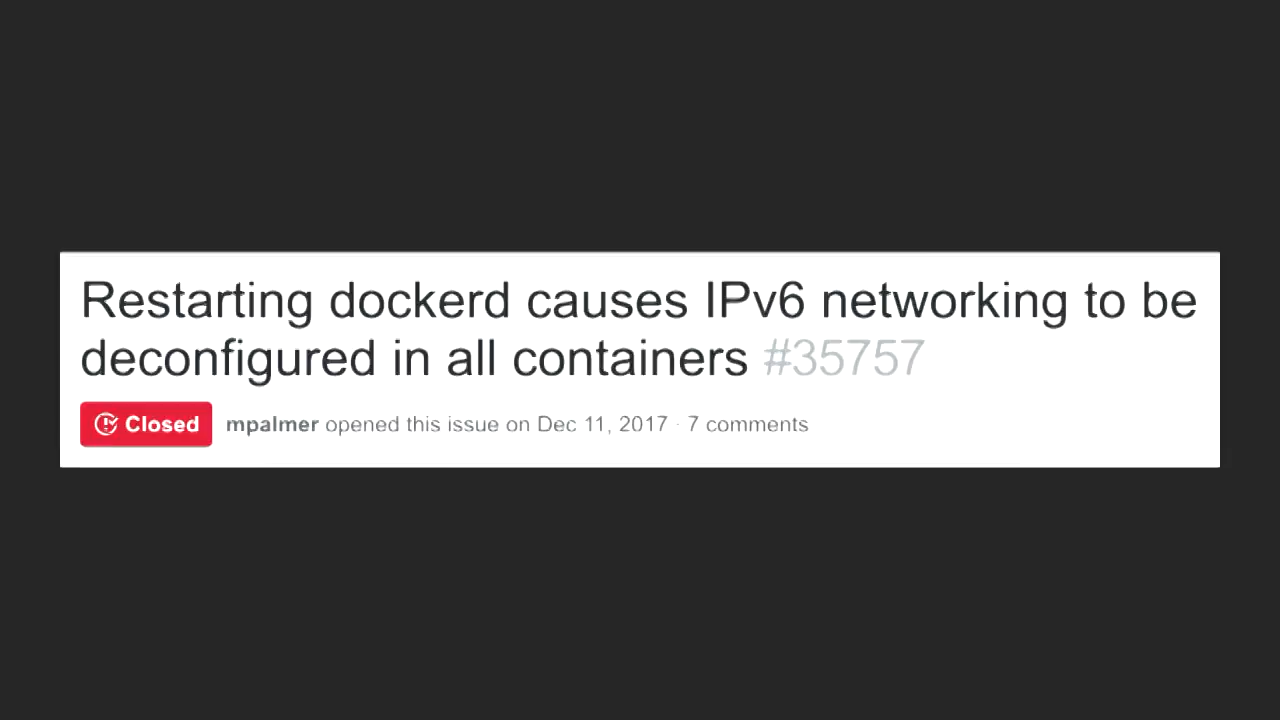 Restarting dockerd causes IPv6 networking to be
deconfigured in all containers #35757
Closed mpalmer opened this issue on Dec 11, 2017 · 7 comments